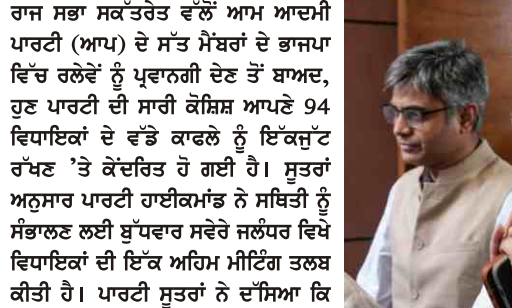 ਰਾਜ ਸਭਾ ਸਕੱਤਰੇਤ ਵੱਲੋਂ ਆਮ ਆਦਮੀ
ਪਾਰਟੀ (ਆਪ) ਦੇ ਸੱਤ ਮੈਂਬਰਾਂ ਦੇ ਭਾਜਪਾ
ਵਿੱਚ ਰਲੇਵੇਂ ਨੂੰ ਪ੍ਰਵਾਨਗੀ ਦੇਣ ਤੋਂ ਬਾਅਦ,
ਹੁਣ ਪਾਰਟੀ ਦੀ ਸਾਰੀ ਕੋਸ਼ਿਸ਼ ਆਪਣੇ 94
ਵਿਧਾਇਕਾਂ ਦੇ ਵੱਡੇ ਕਾਫਲੇ ਨੂੰ ਇੱਕਜੁੱਟ
ਰੱਖਣ ’ਤੇ ਕੇਂਦਰਿਤ ਹੋ ਗਈ ਹੈ। ਸੂਤਰਾਂ
ਅਨੁਸਾਰ ਪਾਰਟੀ ਹਾਈਕਮਾਂਡ ਨੇ ਸਥਿਤੀ ਨੂੰ
ਸੰਭਾਲਣ ਲਈ ਬੁੱਧਵਾਰ ਸਵੇਰੇ ਜਲੰਧਰ ਵਿਖੇ
ਵਿਧਾਇਕਾਂ ਦੀ ਇੱਕ ਅਹਿਮ ਮੀਟਿੰਗ ਤਲਬ
ਕੀਤੀ ਹੈ। ਪਾਰਟੀ ਸੂਤਰਾਂ ਨੇ ਦੱਸਿਆ ਕਿ